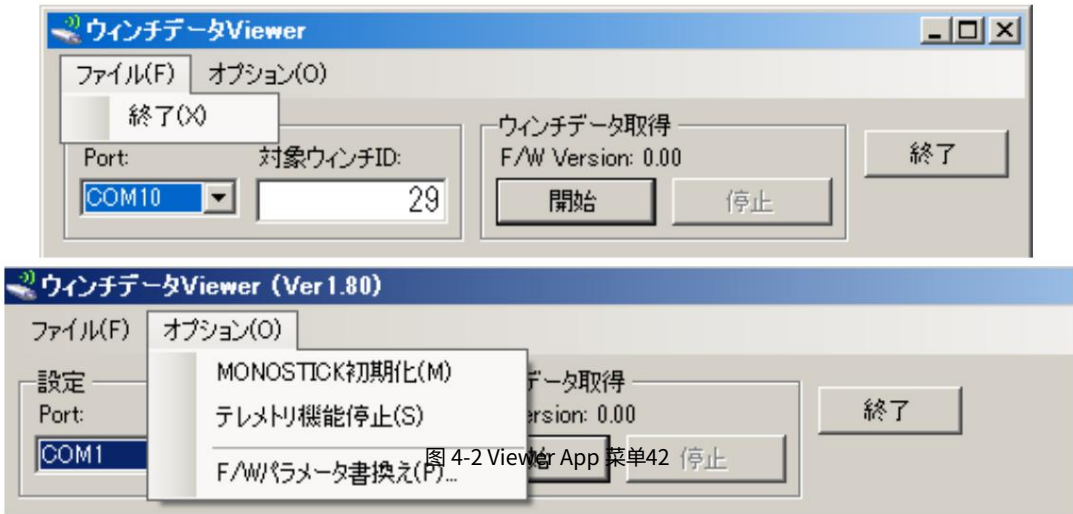 ウィンチデータViewer
ファイル(F) オプション(O)
終了(X)
ウィンチデータ取得
Port: 対象ウィンチID: F/W Version: 0.00 終了
COM10 29 開始 停止
ウィンチデータViewer (Ver1.80)
ファイル(F) オプション(O)
MONOSTICK初期化(M)
設定 データ取得
Port: テレメトリ機能停止(S) ersion: 0.00 終了
COM1 停止
图 4-2 Viewer App 菜单42
F/Wパラメータ書換え(P)...